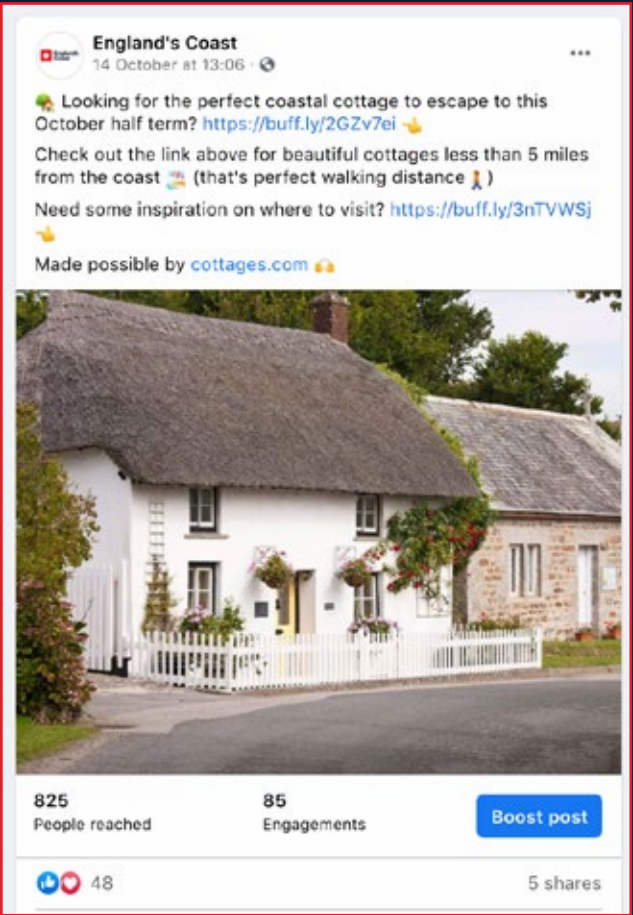 England's Coast
14 October at 13:06 ·
Looking for the perfect coastal cottage to escape to this
October half term? https://buff.ly/2GZv7ei
Check out the link above for beautiful cottages less than 5 miles
from the coast (that's perfect walking distance )
Need some inspiration on where to visit? https://buff.ly/3nTVWSj
Made possible by cottages.com
825
People reached
85
Engagements
Boost post
48
5 shares